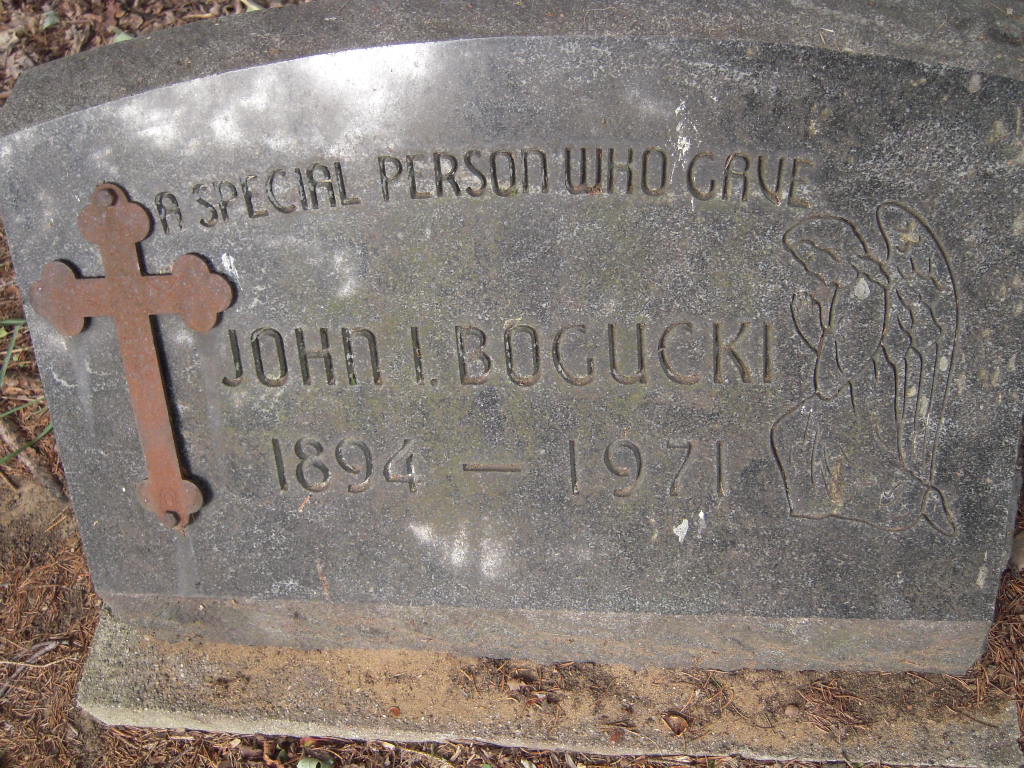 A SPECIAL PERSON WHO GAVE
JOHN I. BOGUCKI
1894 — 1971